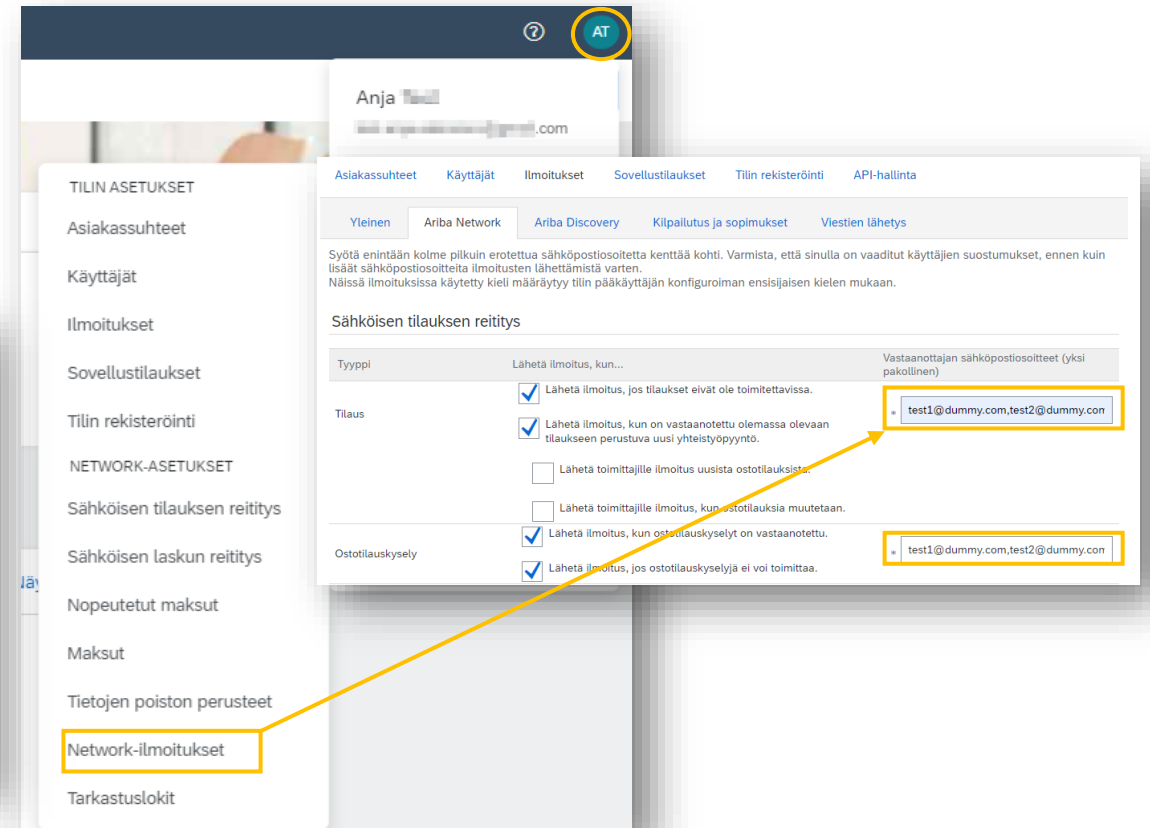 AT
Anja
.com
TILIN ASETUKSET
Asiakassuhteet
Käyttäjät
Ilmoitukset
Sovellustilaukset
Tilin rekisteröinti
NETWORK-ASETUKSET
Sähköisen tilauksen reititys
Sähköisen laskun reititys
Nopeutetut maksut
Maksut
Tietojen poiston perusteet
Network-ilmoitukset
Tarkastuslokit
Asiakassuhteet Käyttäjät Ilmoitukset Sovellustilaukset Tilin rekisteröinti API-hallinta
Yleinen Ariba Network Ariba Discovery Kilpailutus ja sopimukset Viestien lähetys
Syötä enintään kolme pilkuin erotettua sähköpostiosoitetta kenttää kohti. Varmista, että sinulla on vaaditut käyttäjien suostumukset, ennen kuin
lisäät sähköpostiosoitteita ilmoitusten lähettämistä varten.
Näissä ilmoituksissa käytetty kieli määräytyy tilin pääkäyttäjän konfiguroiman ensisijaisen kielen mukaan.
Sähköisen tilauksen reititys
Tyyppi Lähetä ilmoitus, kun... Vastaanottajan sähköpostiosoitteet (yksi
pakollinen)
Tilaus
Lähetä ilmoitus, jos tilaukset eivät ole toimitettavissa.
* test1@dummy.com,test2@dummy.com
Lähetä ilmoitus, kun on vastaanotettu olemassa olevaan
tilaukseen perustuva uusi yhteistyöpyyntö.
Lähetä toimittajille ilmoitus uusista ostotilauksista.
Lähetä toimittajille ilmoitus, kun ostotilauksia muutetaan.
Ostotilauskysely
Lähetä ilmoitus, kun ostotilauskyselyt on vastaanotettu.
* test1@dummy.com,test2@dummy.com
Lähetä ilmoitus, jos ostotilauskyselyjä ei voi toimittaa.